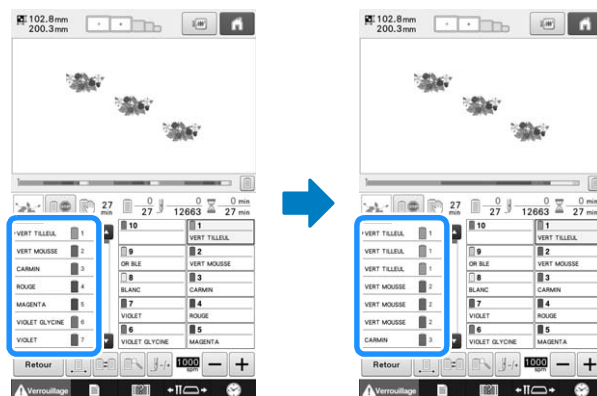 102.8mm
200.3mm
27 min
0
27
0
12663
0 min
27 min
VERT TILLEUL 1
VERT MOUSSE 2
CARMIN 3
ROUGE 4
MAGENTA 5
VIOLET GLYCINE 6
VIOLET 7
10
1
VERT TILLEUL
9
OR BLE
2
VERT MOUSSE
8
BLANC
3
CARMIN
7
VIOLET
4
ROUGE
6
VIOLET GLYCINE
5
MAGENTA
Retour
1000 spm
Verrouillage
102.8mm
200.3mm
27 min
0
27
0
12663
0 min
27 min
VERT TILLEUL 1
VERT TILLEUL 1
VERT TILLEUL 1
VERT MOUSSE 2
VERT MOUSSE 2
VERT MOUSSE 2
CARMIN 3
10
1
VERT TILLEUL
9
OR BLE
2
VERT MOUSSE
8
BLANC
3
CARMIN
7
VIOLET
4
ROUGE
6
VIOLET GLYCINE
5
MAGENTA
Retour
1000 spm
Verrouillage